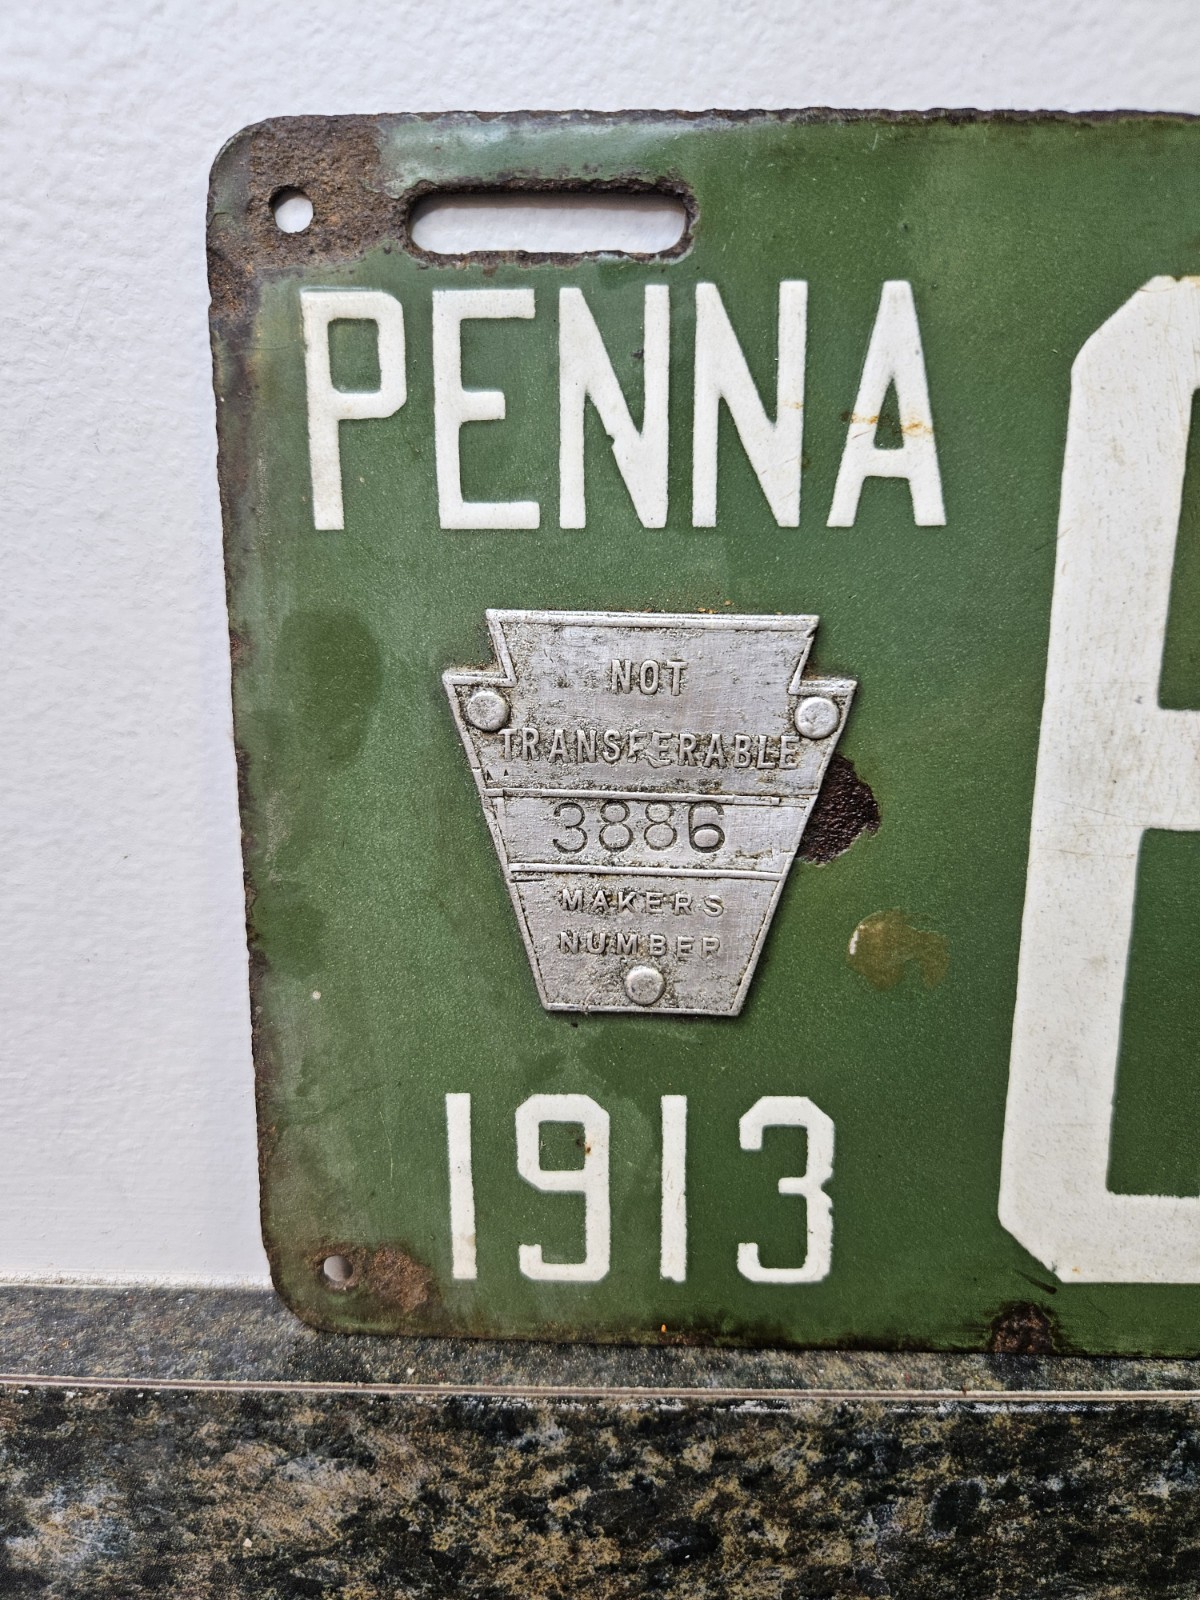 PENNA
NOT
TRANSFERABLE
3886
MAKERS
NUMBER
1913